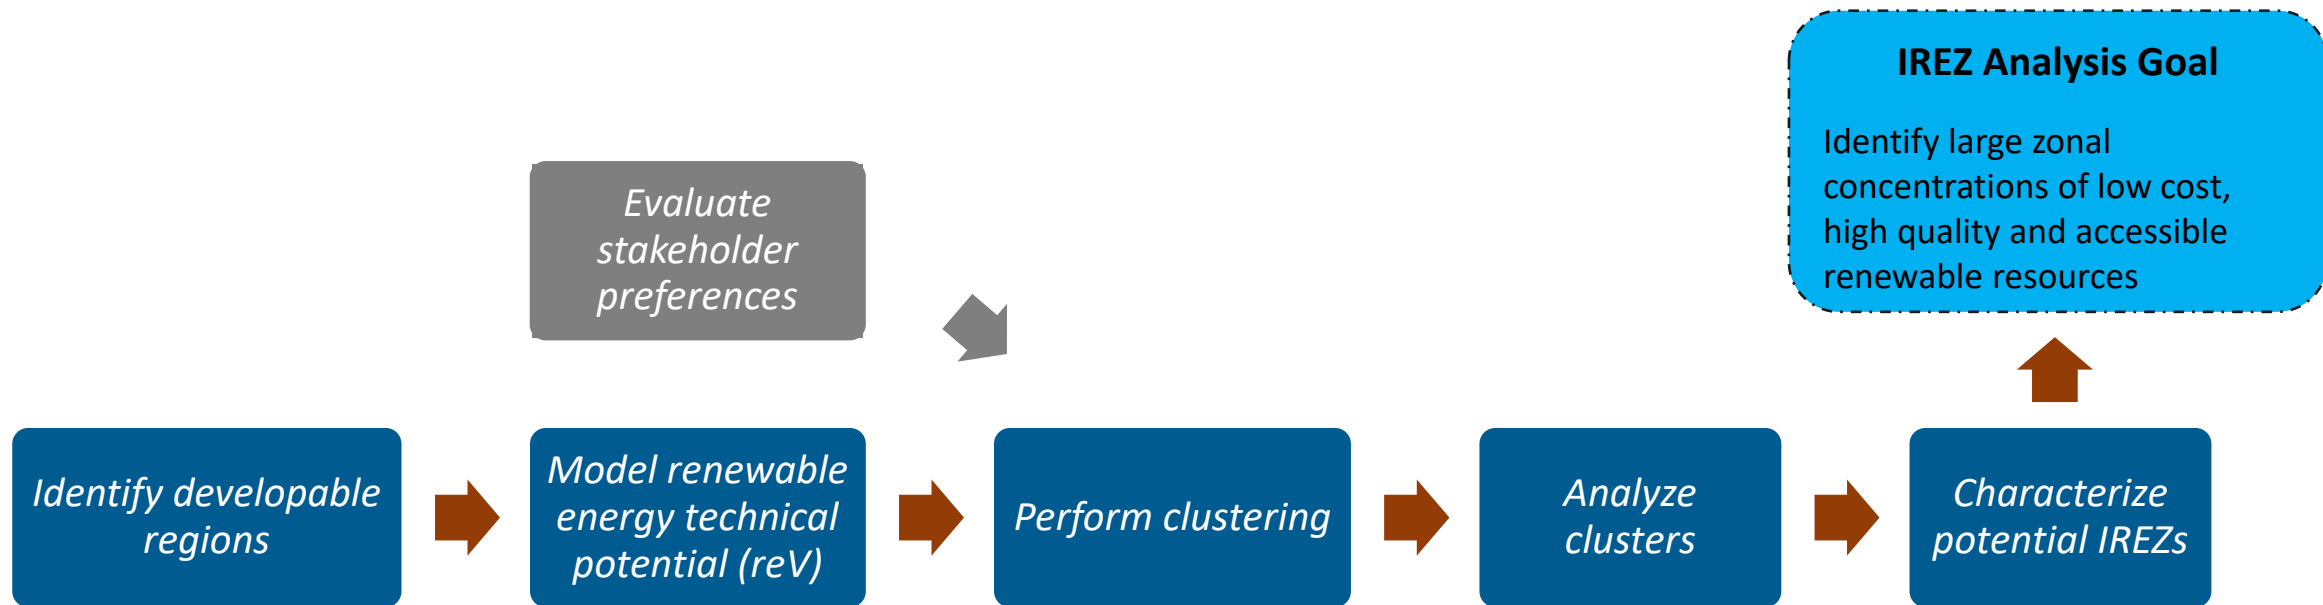 IREZ Analysis Goal
Identify large zonal
concentrations of low cost,
high quality and accessible
renewable resources
Evaluate
stakeholder
preferences
Identify developable
regions
Model renewable
energy technical
potential (reV)
Perform clustering
Analyze
clusters
Characterize
potential IREZs